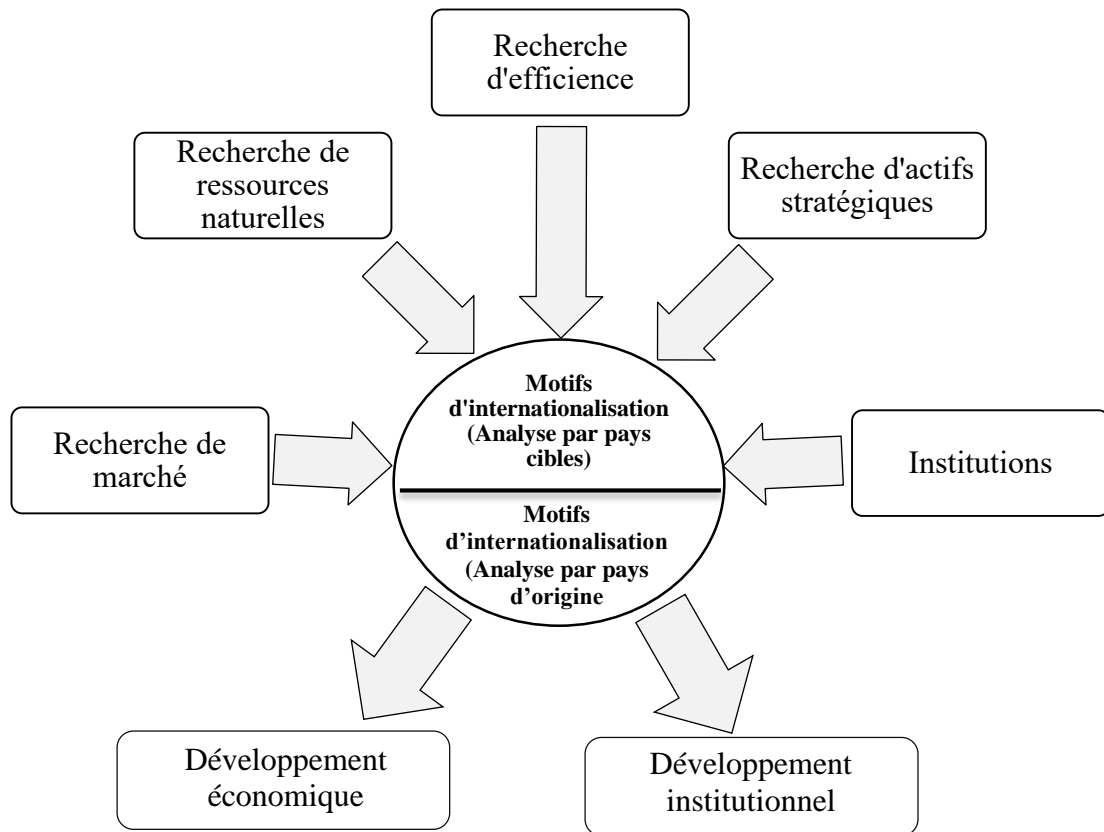 Recherche
d'efficience
Recherche de
ressources
naturelles
Recherche d'actifs
stratégiques
Recherche de
marché
Motifs
d'internationalisation
(Analyse par pays
cibles)
Institutions
Motifs
d’internationalisation
(Analyse par pays
d’origine
Développement
économique
Développement
institutionnel